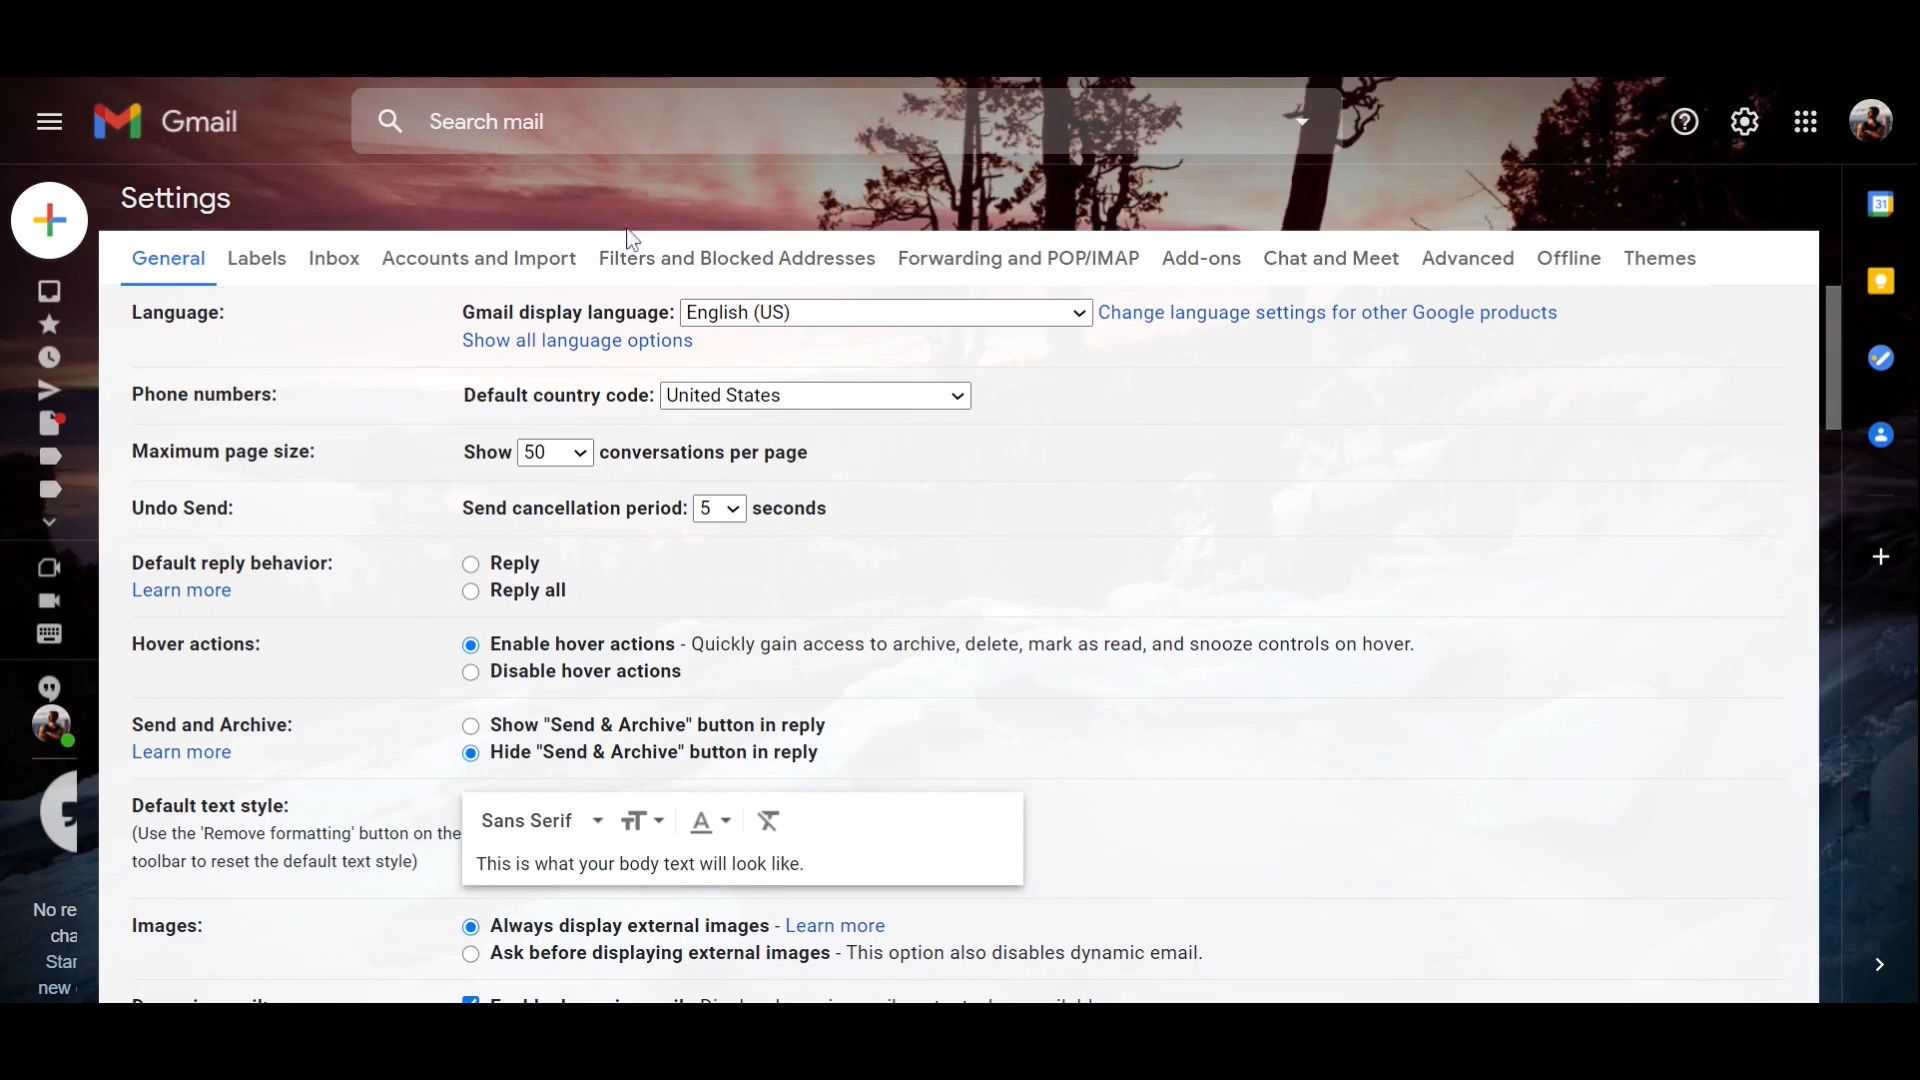 Gmail
Search mail
Settings
31
General Labels Inbox Accounts and Import Filters and Blocked Addresses Forwarding and POP/IMAP Add-ons Chat and Meet Advanced Offline Themes
Language: Gmail display language: English (US) Change language settings for other Google products
Show all language options
Phone numbers: Default country code: United States
Maximum page size: Show 50 conversations per page
Undo Send: Send cancellation period: 5 seconds
Default reply behavior: Reply
Learn more Reply all
Hover actions: Enable hover actions - Quickly gain access to archive, delete, mark as read, and snooze controls on hover.
Disable hover actions
Send and Archive: Show "Send & Archive" button in reply
Learn more Hide "Send & Archive" button in reply
Default text style: Sans Serif
(Use the 'Remove formatting' button on the
toolbar to reset the default text style) This is what your body text will look like.
No re
cha
Star
new
Images: Always display external images - Learn more
Ask before displaying external images - This option also disables dynamic email.